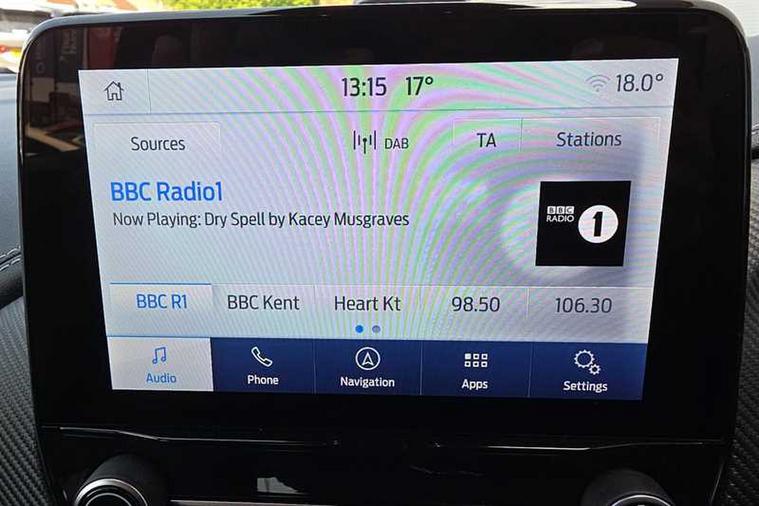 13:15 17° 18.0°
Sources DAB TA Stations
BBC Radio1
Now Playing: Dry Spell by Kacey Musgraves
BBC
RADIO 1
BBC R1 BBC Kent Heart Kt 98.50 106.30
Audio Phone Navigation Apps Settings